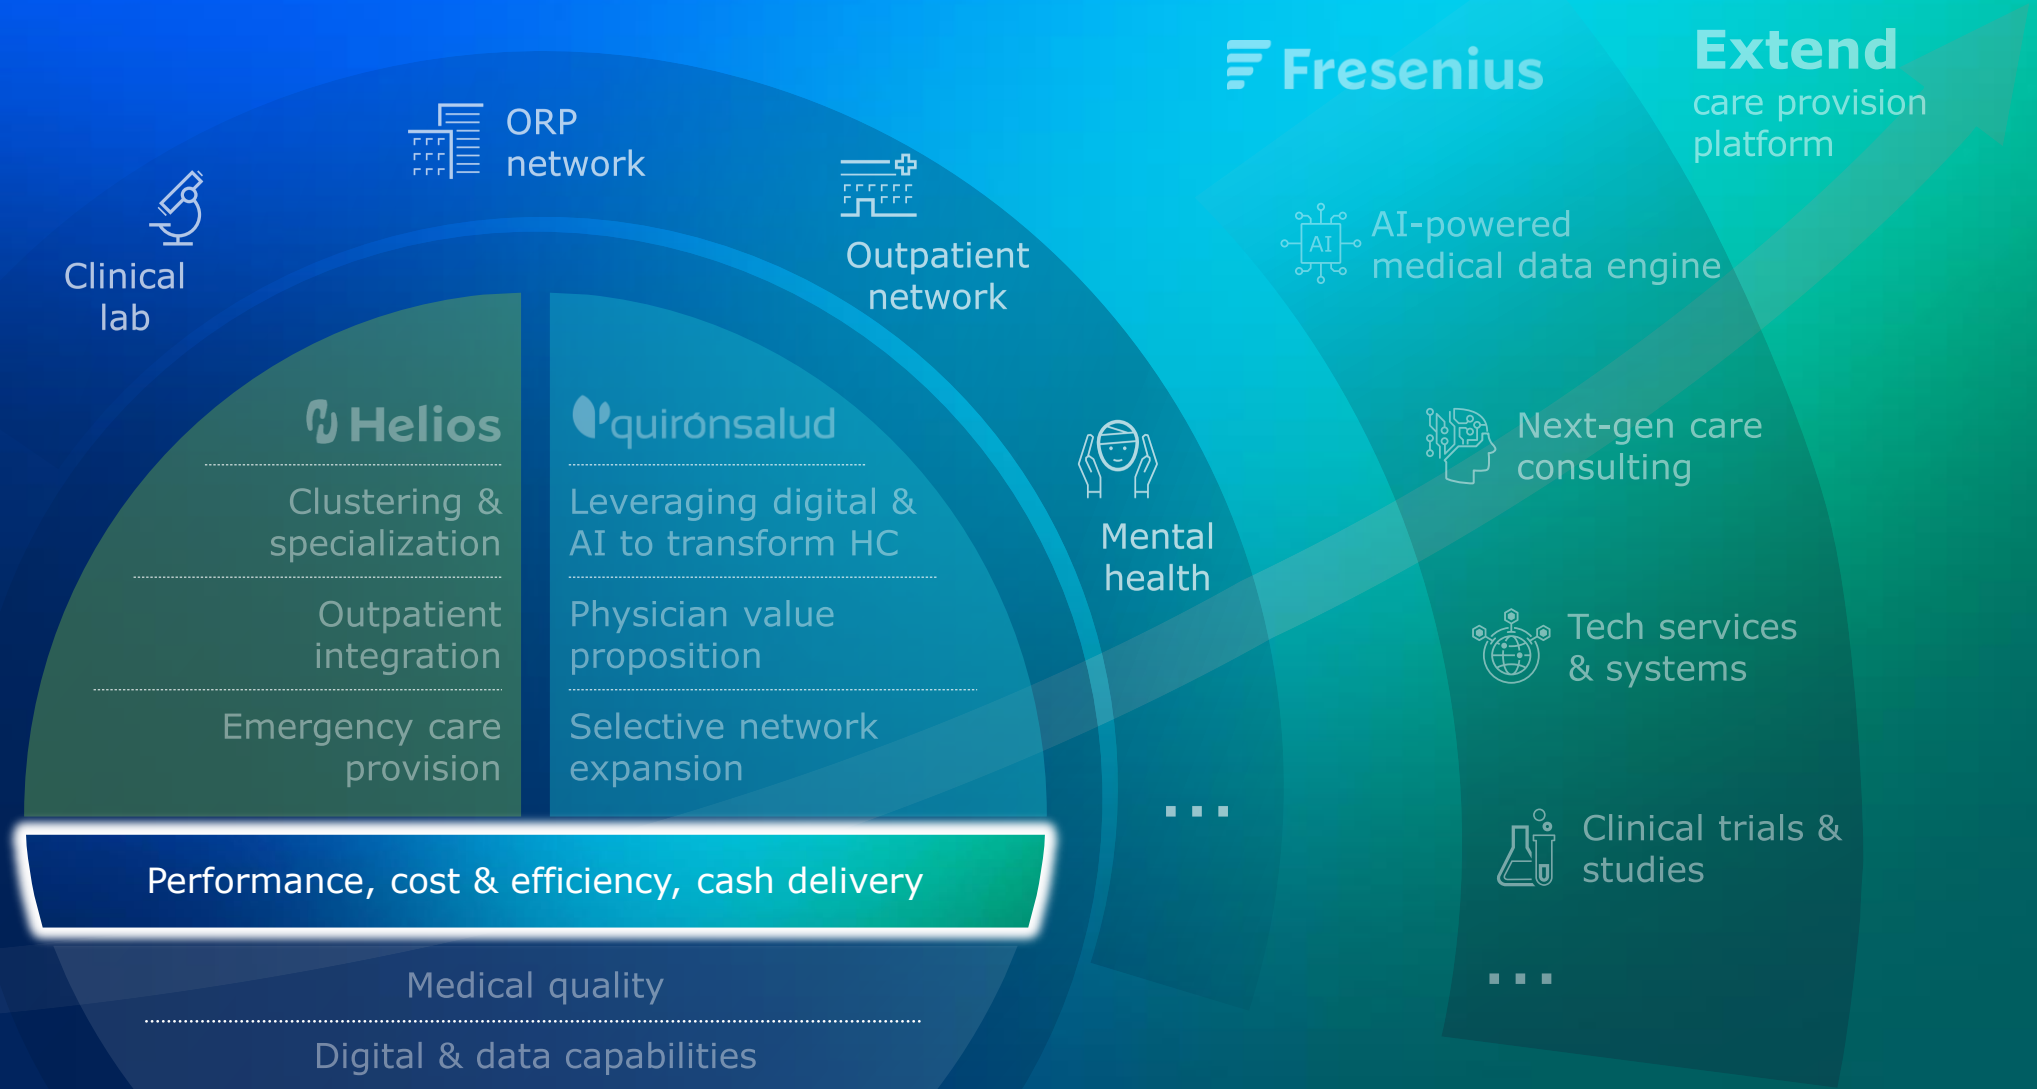 Fresenius
Extend
care provision
platform
ORP
network
Clinical
lab
Outpatient
network
Mental
health
...
AI
AI-powered
medical data engine
Next-gen care
consulting
Tech services
& systems
Clinical trials &
studies
...
Helios
Clustering &
specialization
Outpatient
integration
Emergency care
provision
quirónsalud
Leveraging digital &
AI to transform HC
Physician value
proposition
Selective network
expansion
Performance, cost & efficiency, cash delivery
Medical quality
Digital & data capabilities